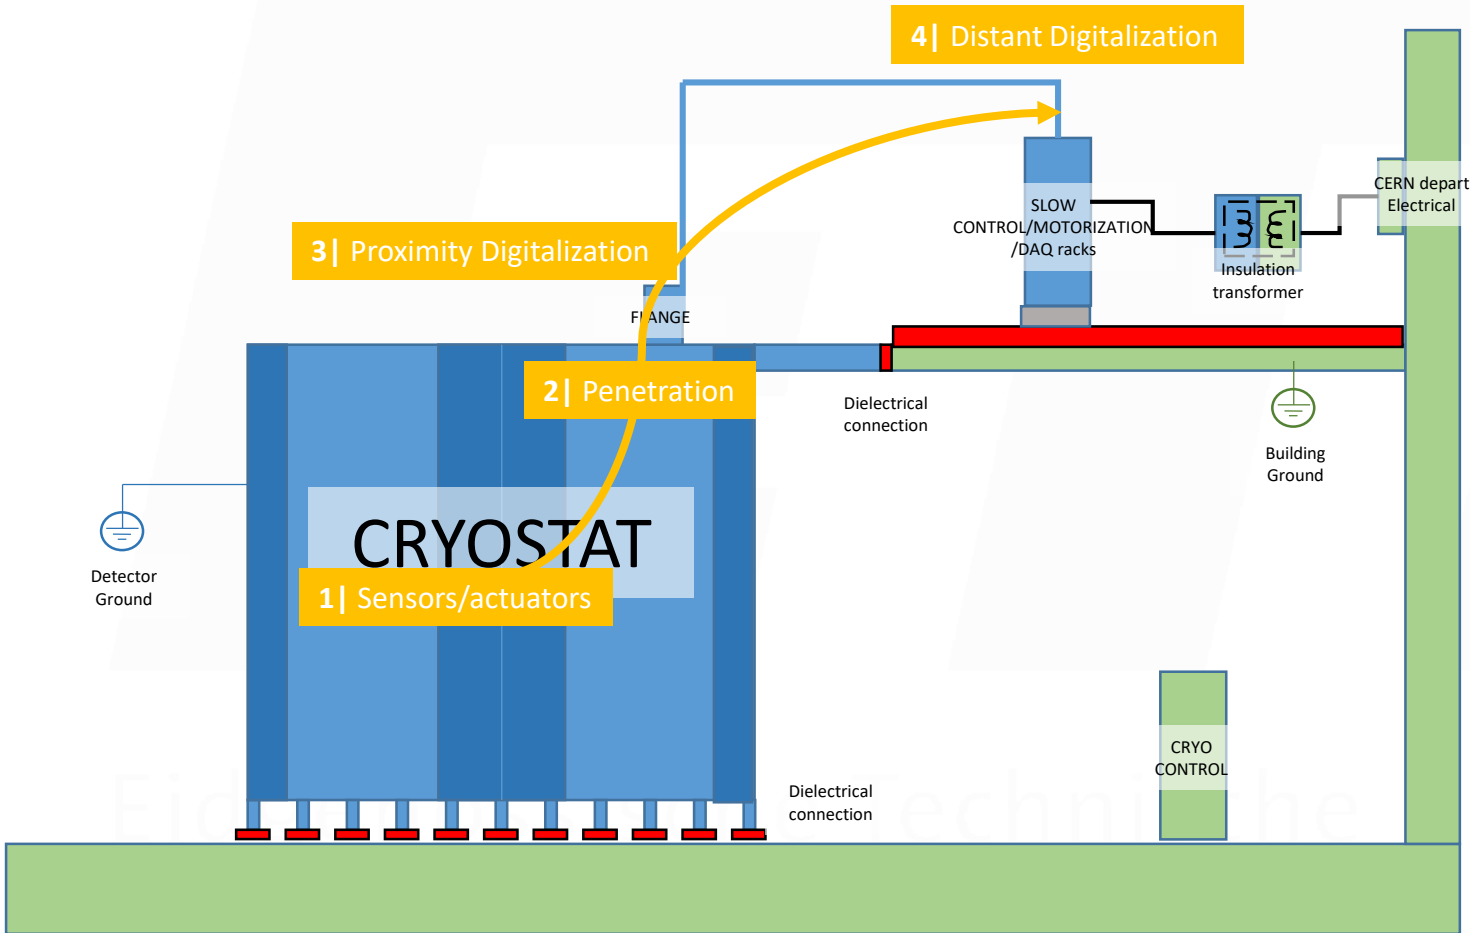 4| Distant Digitalization
CERN depart
Electrical
SLOW
CONTROL/MOTORIZATION
/DAQ racks
3| Proximity Digitalization
Insulation
transformer
FLANGE
2| Penetration
Dielectrical
connection
Building
Ground
CRYOSTAT
Detector
Ground
1| Sensors/actuators
CRYO
CONTROL
Dielectrical
connection